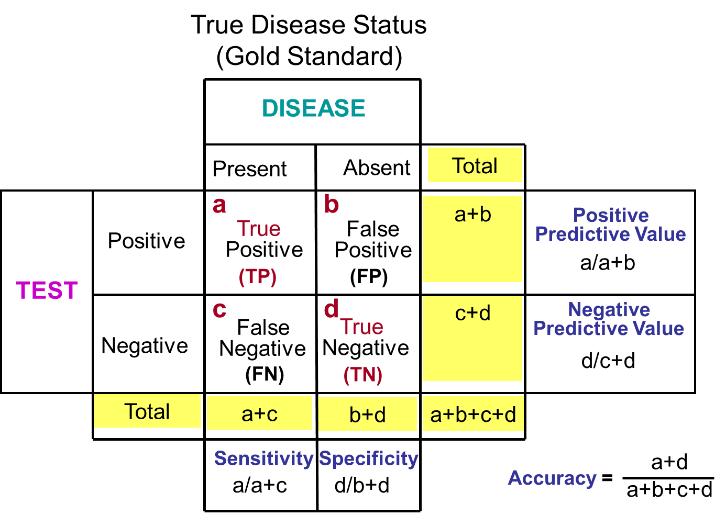 True Disease Status
(Gold Standard)
DISEASE
Present
Absent
Total
TEST
Positive
a
True
Positive
(TP)
b
False
Positive
(FP)
a+b
Positive
Predictive Value
a/a+b
Negative
c
False
Negative
(FN)
d
True
Negative
(TN)
c+d
Negative
Predictive Value
d/c+d
Total
a+c
b+d
a+b+c+d
Sensitivity
a/a+c
Specificity
d/b+d
Accuracy =
a+d
a+b+c+d